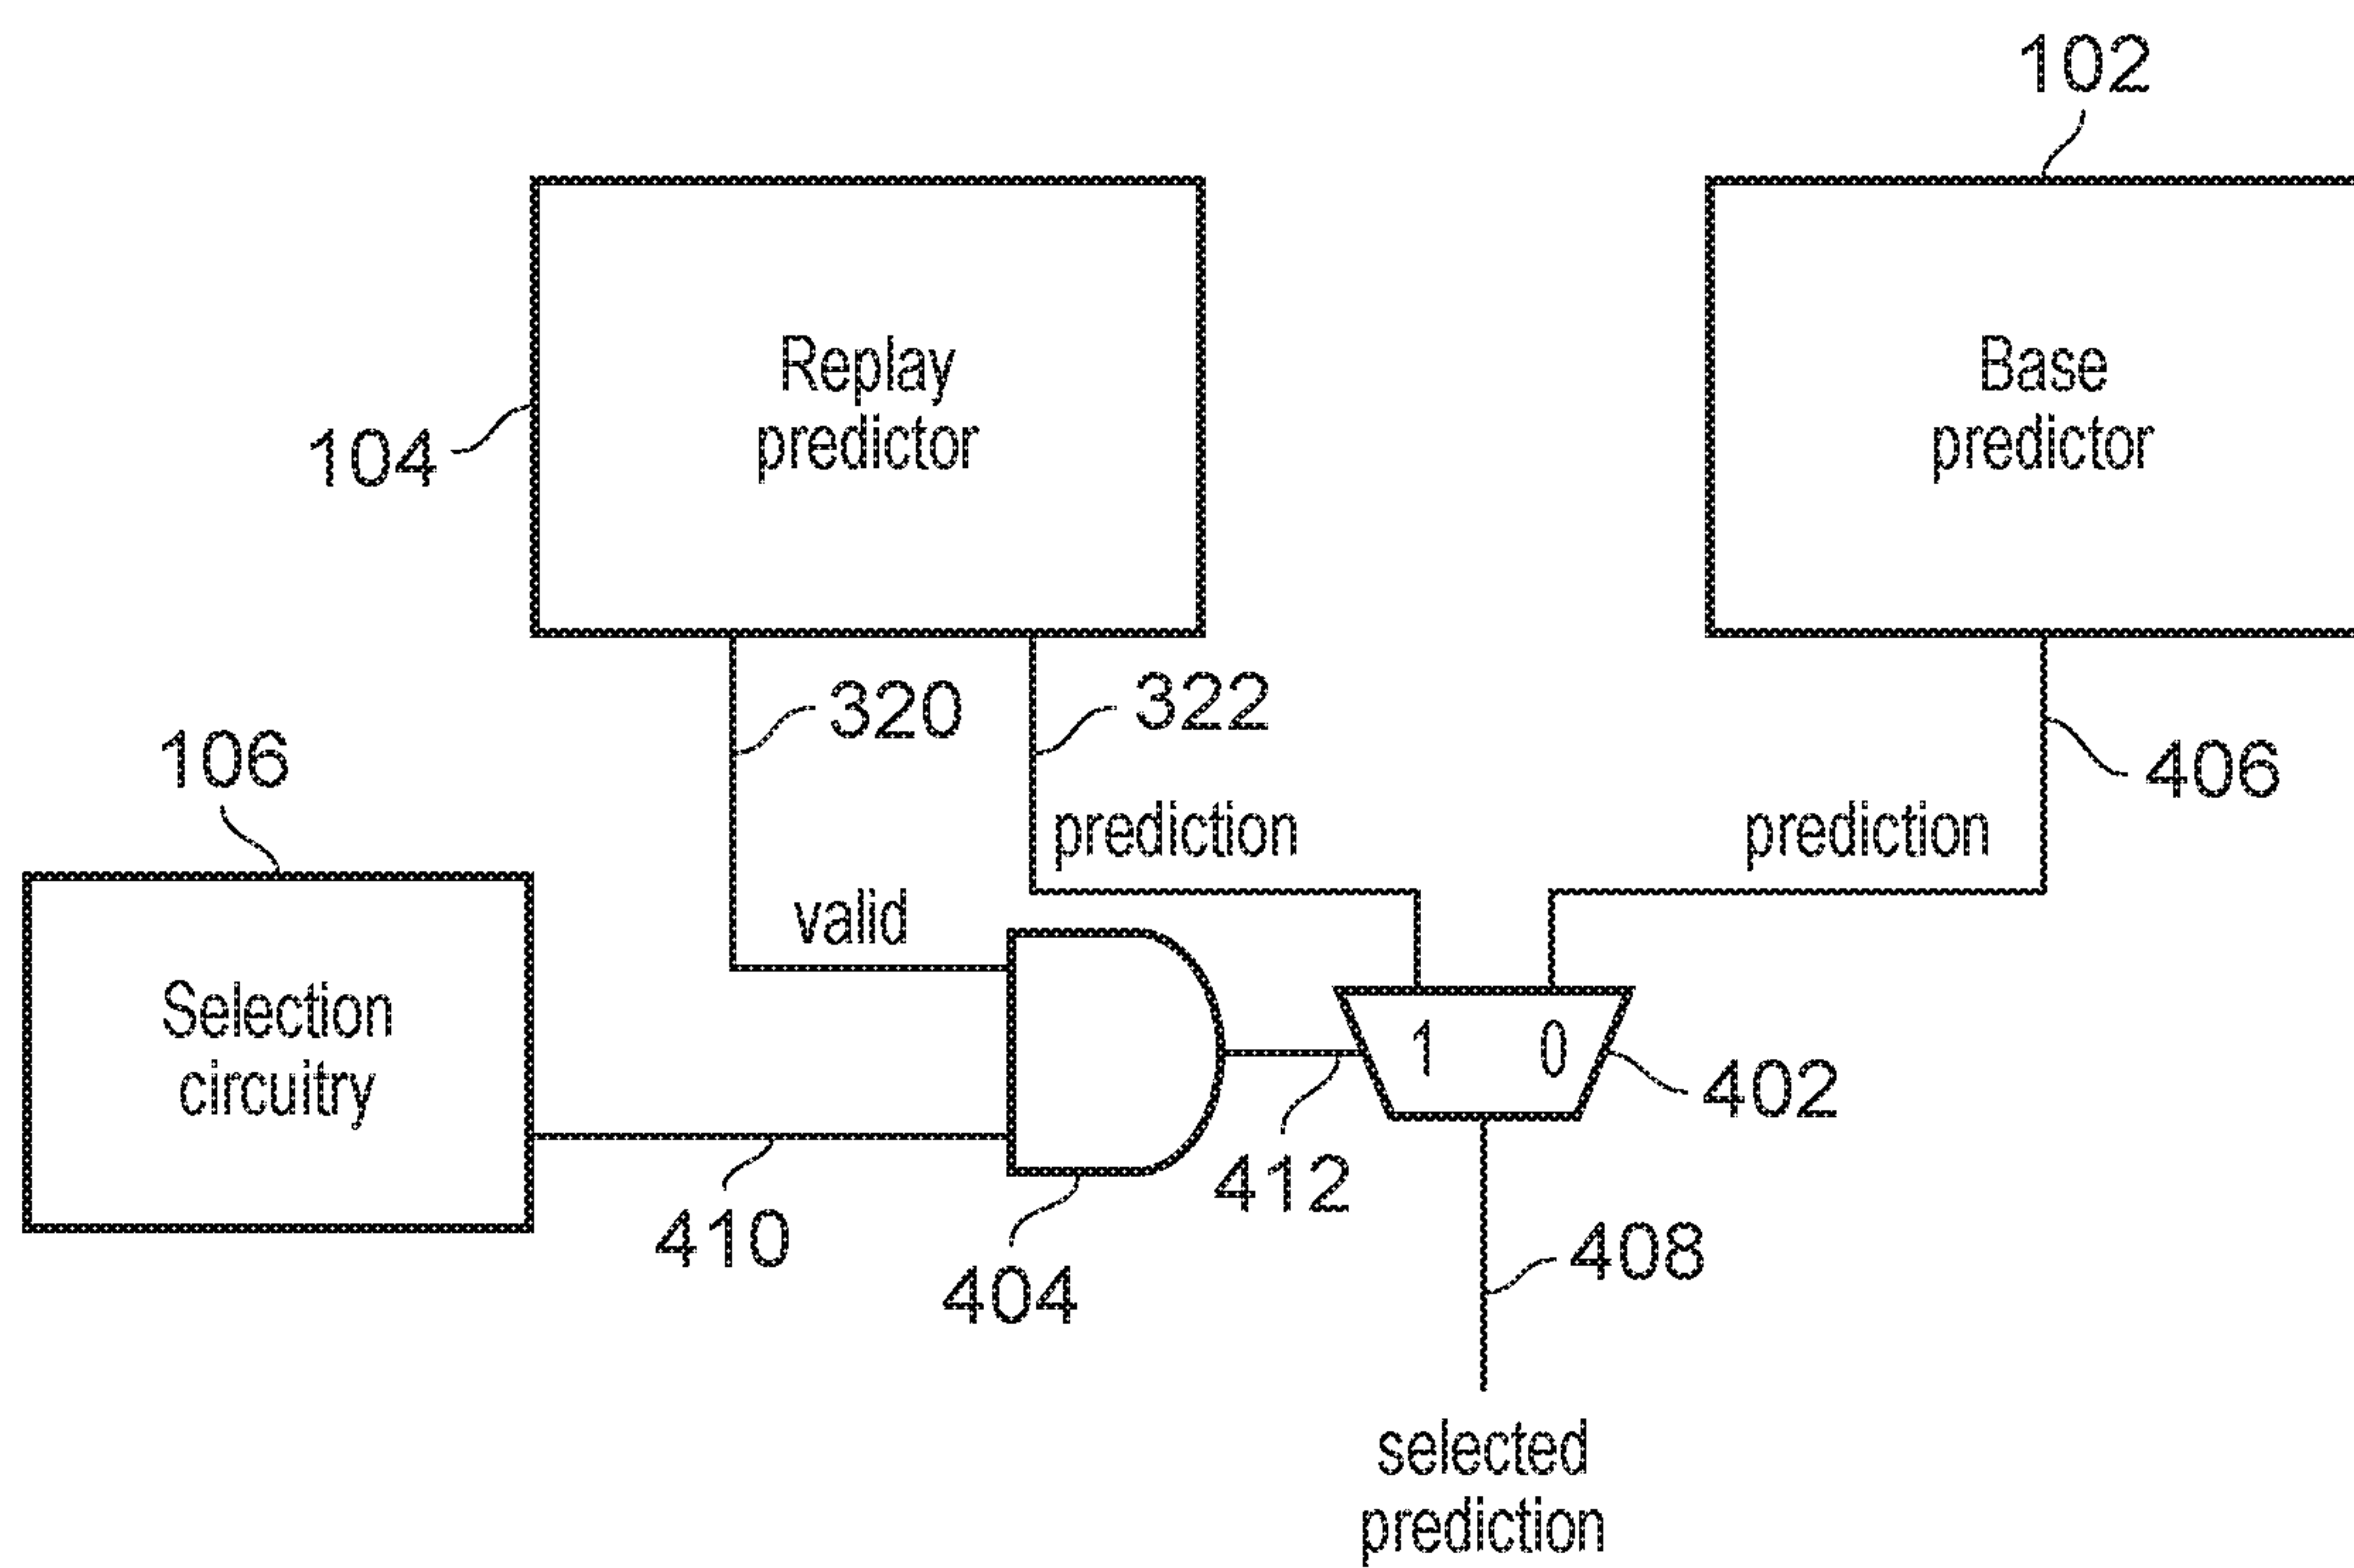 102
Replay
predictor
Base
predictor
104
320
322
406
106
prediction
prediction
valid
Selection
circuitry
1 0
402
412
410
404
408
selected
prediction